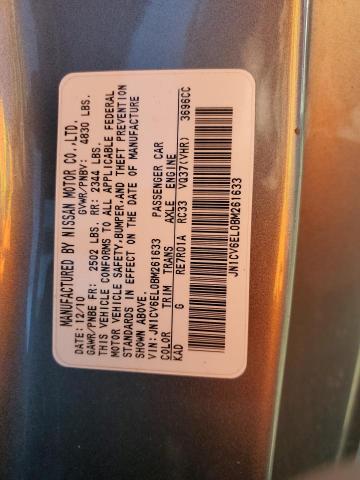 MANUFACTURED BY NISSAN MOTOR CO.,LTD.
DATE: 12/10 GVWR/PNBV: 4830 LBS.
GAWR/PNBE FR: 2502 LBS. RR: 2344 LBS.
THIS VEHICLE CONFORMS TO ALL APPLICABLE FEDERAL
MOTOR VEHICLE SAFETY,BUMPER,AND THEFT PREVENTION
STANDARDS IN EFFECT ON THE DATE OF MANUFACTURE
SHOWN ABOVE.
VIN: JN1CV6EL0BM261633 PASSENGER CAR
COLOR TRIM TRANS AXLE ENGINE
KAD G RE7R01A RC33 VQ37(VHR) 3696CC
JN1CV6EL0BM261633